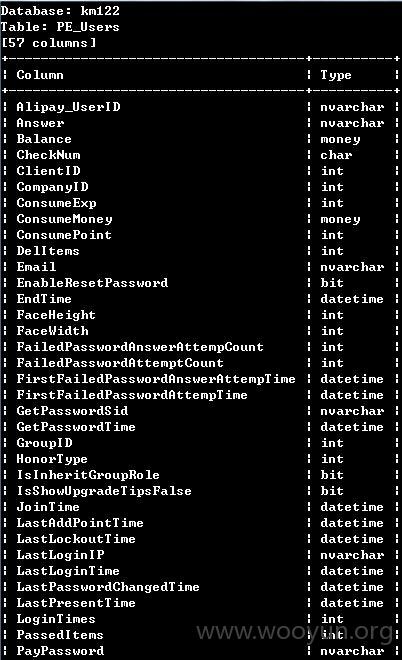 Database: km122
Table: PE_Users
[57 columns]
Column | Type
Alipay_UserID | nvarchar
Answer | nvarchar
Balance | money
CheckNum | char
ClientID | int
CompanyID | int
ConsumeExp | int
ConsumeMoney | money
ConsumePoint | int
DelItems | int
Email | nvarchar
EnableResetPassword | bit
EndTime | datetime
FaceHeight | int
FaceWidth | int
FailedPasswordAnswerAttempCount | int
FailedPasswordAttemptCount | int
FirstFailedPasswordAnswerAttempTime | datetime
FirstFailedPasswordAttempTime | datetime
GetPasswordSid | nvarchar
GetPasswordTime | datetime
GroupID | int
HonorType | int
IsInheritGroupRole | bit
IsShowUpgradeTipsFalse | bit
JoinTime | datetime
LastAddPointTime | datetime
LastLockoutTime | datetime
LastLoginIP | nvarchar
LastLoginTime | datetime
LastPasswordChangedTime | datetime
LastPresentTime | datetime
LoginTimes | int
PassedItems | int
PayPassword | nvarchar
www.wooyun.org